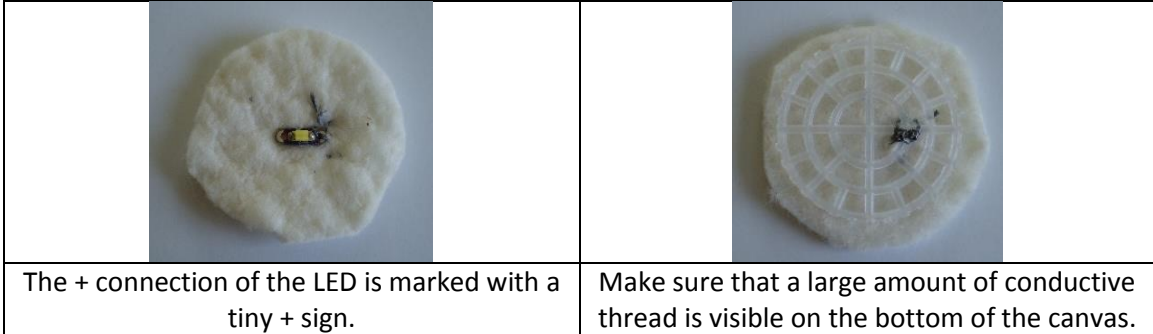 The + connection of the LED is marked with a
tiny + sign.
Make sure that a large amount of conductive
thread is visible on the bottom of the canvas.